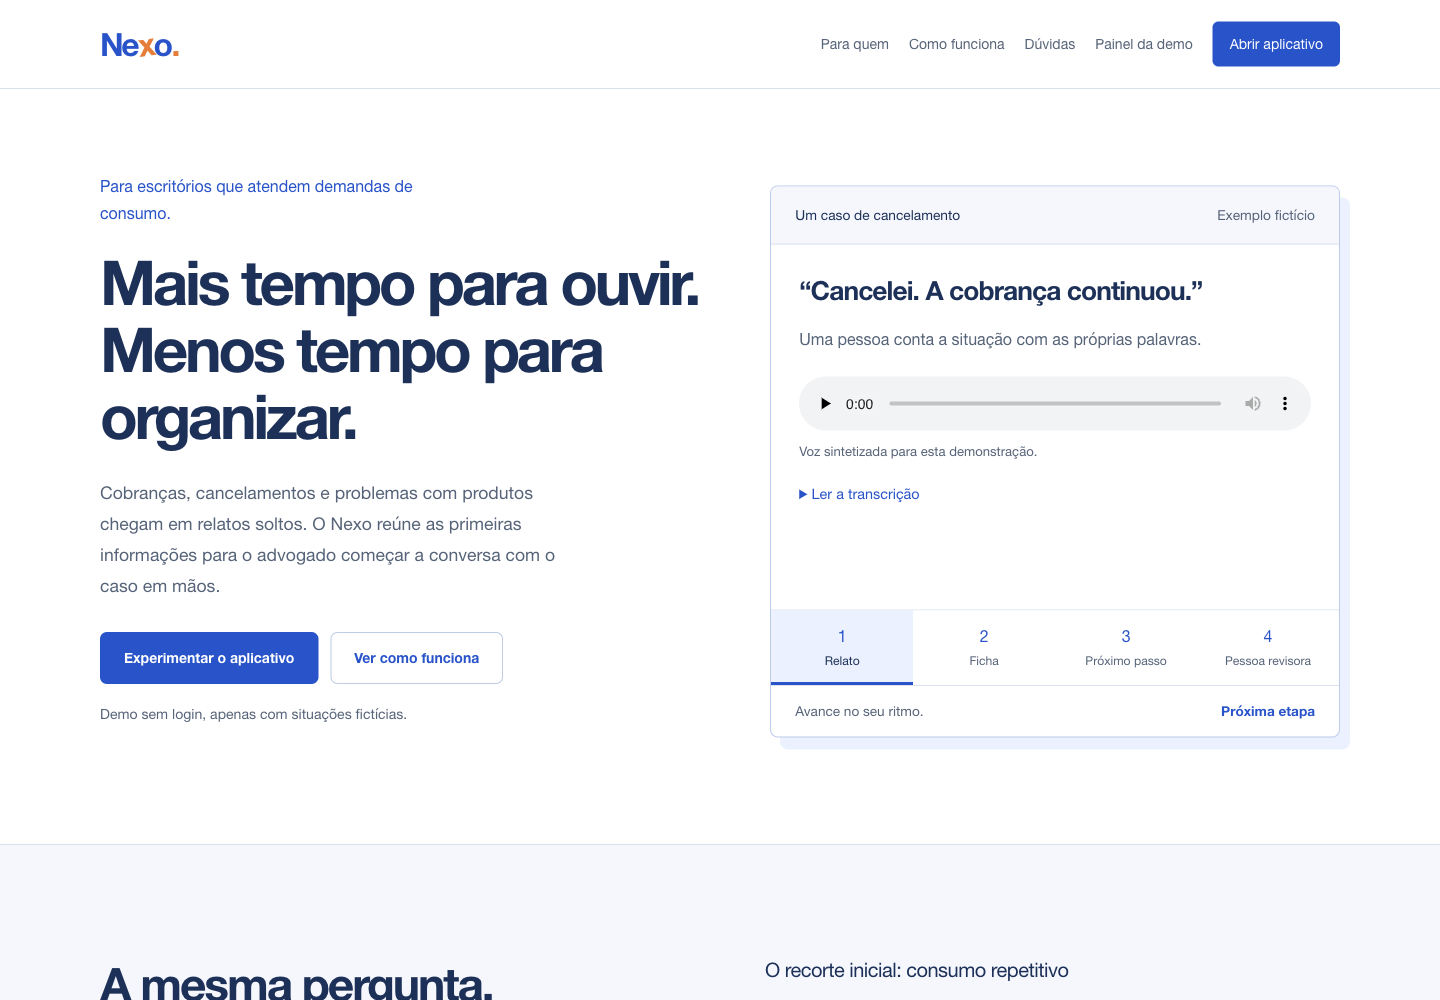 Nexo.
Para quem
Como funciona
Dúvidas
Painel da demo
Abrir aplicativo
Para escritórios que atendem demandas de
consumo.
Mais tempo para ouvir.
Menos tempo para
organizar.
Cobranças, cancelamentos e problemas com produtos
chegam em relatos soltos. O Nexo reúne as primeiras
informações para o advogado começar a conversa com o
caso em mãos.
Experimentar o aplicativo
Ver como funciona
Demo sem login, apenas com situações fictícias.
Um caso de cancelamento
Exemplo fictício
“Cancelei. A cobrança continuou.”
Uma pessoa conta a situação com as próprias palavras.
0:00
Voz sintetizada para esta demonstração.
Ler a transcrição
1
Relato
2
Ficha
3
Próximo passo
4
Pessoa revisora
Avance no seu ritmo.
Próxima etapa
A mesma pergunta.
O recorte inicial: consumo repetitivo